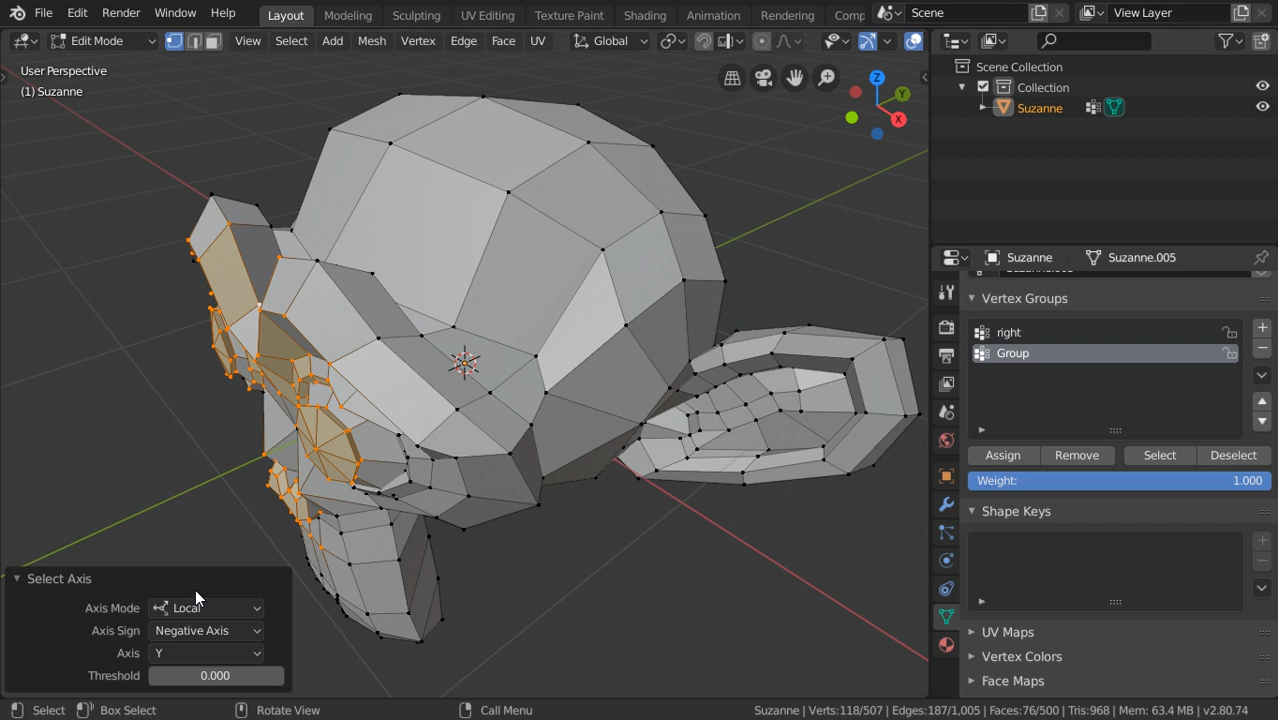 File Edit Render Window Help Layout Modeling Sculpting UV Editing Texture Paint Shading Animation Rendering Comp Scene View Layer
Edit Mode View Select Add Mesh Vertex Edge Face UV Global
User Perspective
(1) Suzanne
Z
Y
X
Scene Collection
Collection
Suzanne
Suzanne Suzanne.005
Vertex Groups
right
Group
Assign Remove Select Deselect
Weight: 1.000
Shape Keys
UV Maps
Vertex Colors
Face Maps
Select Axis
Axis Mode Local
Axis Sign Negative Axis
Axis Y
Threshold 0.000
Select Box Select Rotate View Call Menu Suzanne | Verts:118/507 | Edges:187/1,005 | Faces:76/500 | Tris:968 | Mem: 63.4 MB | v2.80.74